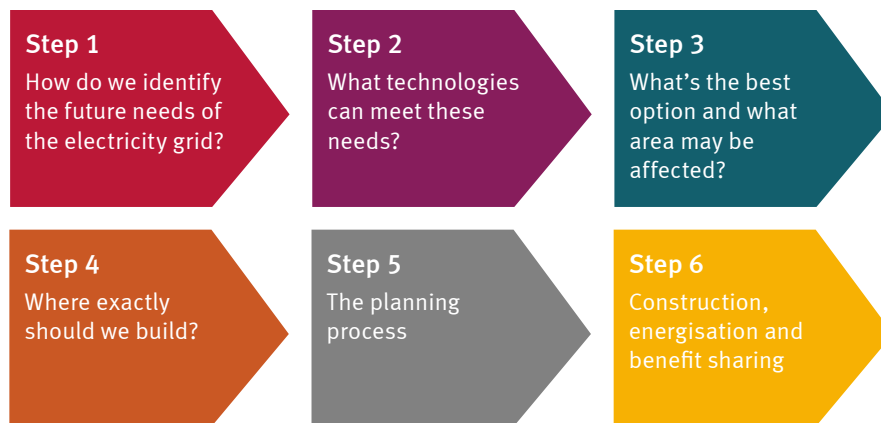 Step 1
How do we identify
the future needs of
the electricity grid?
Step 2
What technologies
can meet these
needs?
Step 3
What’s the best
option and what
area may be
affected?
Step 4
Where exactly
should we build?
Step 5
The planning
process
Step 6
Construction,
energisation and
benefit sharing